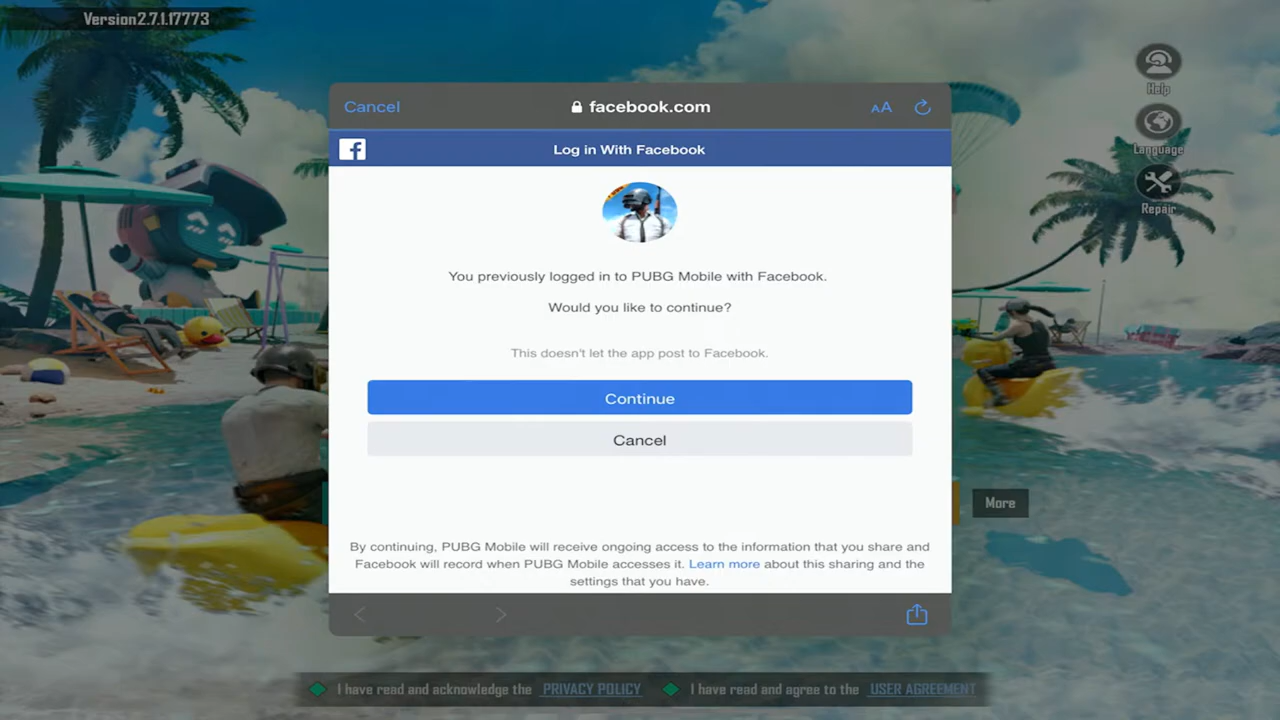 Version2.7.1.17773
Help
Language
Repair
Cancel
facebook.com
AA
Log in With Facebook
You previously logged in to PUBG Mobile with Facebook.
Would you like to continue?
This doesn't let the app post to Facebook.
Continue
Cancel
More
By continuing, PUBG Mobile will receive ongoing access to the information that you share and
Facebook will record when PUBG Mobile accesses it. Learn more about this sharing and the
settings that you have.
I have read and acknowledge the PRIVACY POLICY
I have read and agree to the USER AGREEMENT